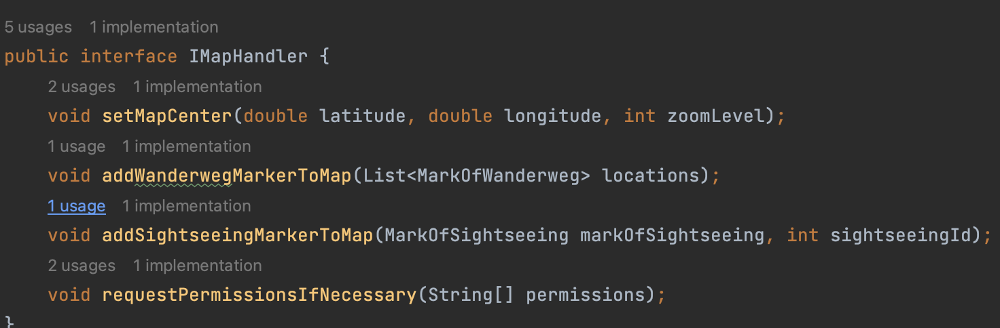 5 usages 1 implementation
public interface IMapHandler {
2 usages 1 implementation
void setMapCenter(double latitude, double longitude, int zoomLevel);
1 usage 1 implementation
void addWanderwegMarkerToMap(List<MarkOfWanderweg> locations);
1 usage 1 implementation
void addSightseeingMarkerToMap(MarkOfSightseeing markOfSightseeing, int sightseeingId);
2 usages 1 implementation
void requestPermissionsIfNecessary(String[] permissions);
}